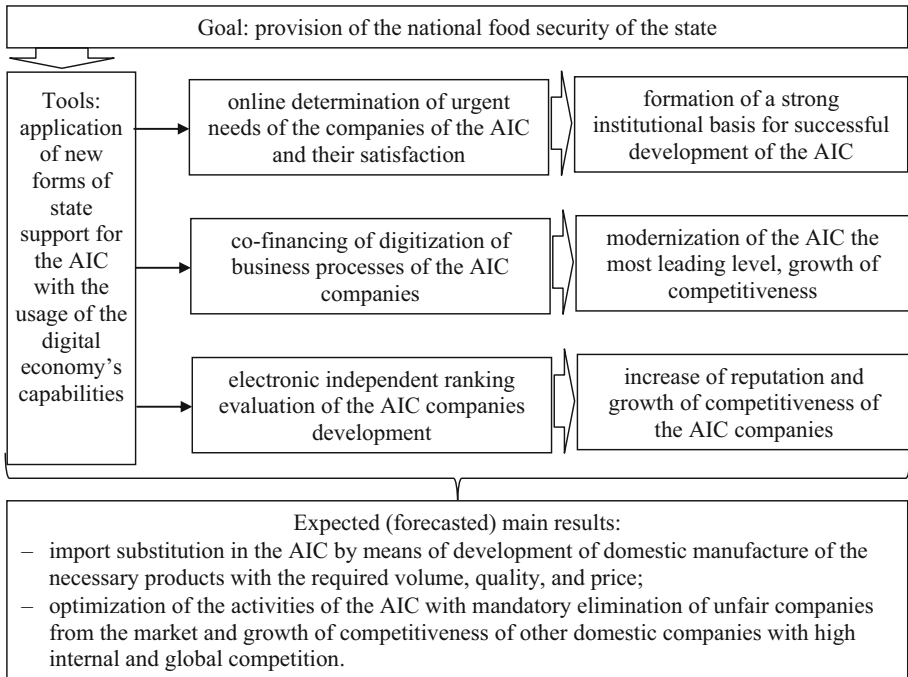 Goal: provision of the national food security of the state
Tools:
application
of new
forms of
state
support for
the AIC
with the
usage of the
digital
economy’s
capabilities
online determination of urgent
needs of the companies of the AIC
and their satisfaction
formation of a strong
institutional basis for successful
development of the AIC
co-financing of digitization of
business processes of the AIC
companies
modernization of the AIC the
most leading level, growth of
competitiveness
electronic independent ranking
evaluation of the AIC companies
development
increase of reputation and
growth of competitiveness of
the AIC companies
Expected (forecasted) main results:
– import substitution in the AIC by means of development of domestic manufacture of the
necessary products with the required volume, quality, and price;
– optimization of the activities of the AIC with mandatory elimination of unfair companies
from the market and growth of competitiveness of other domestic companies with high
internal and global competition.